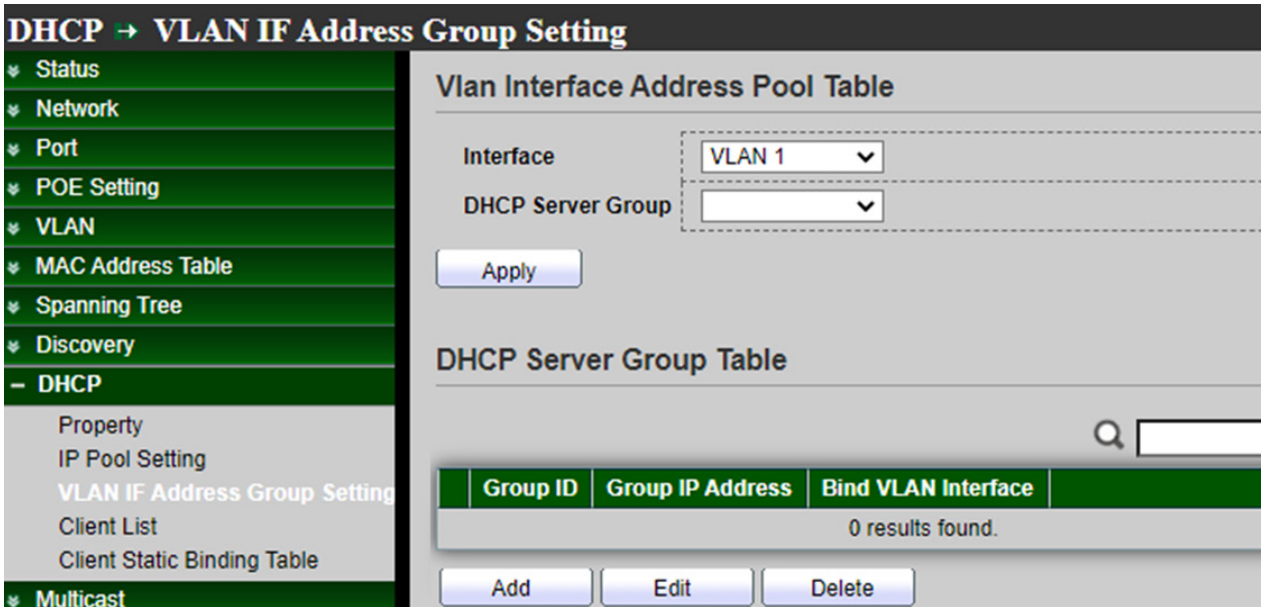 DHCP → VLAN IF Address Group Setting
Status
Network
Port
POE Setting
VLAN
MAC Address Table
Spanning Tree
Discovery
DHCP
Property
IP Pool Setting
VLAN IF Address Group Setting
Client List
Client Static Binding Table
Multicast
Vlan Interface Address Pool Table
Interface VLAN 1
DHCP Server Group
Apply
DHCP Server Group Table
Group ID Group IP Address Bind VLAN Interface
0 results found.
Add Edit Delete